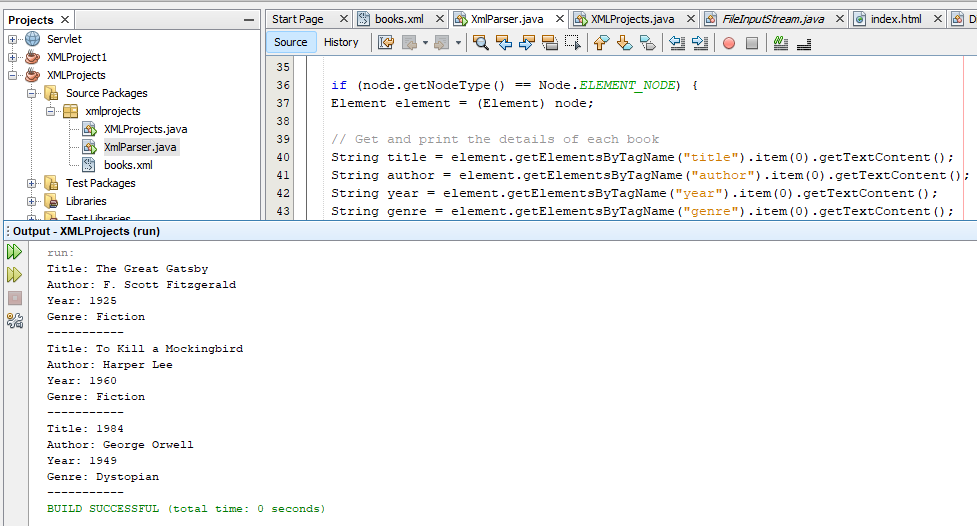 Projects
Servlet
XMLProject1
XMLProjects
Source Packages
xmlprojects
XMLProjects.java
XmlParser.java
books.xml
Test Packages
Libraries
Test Libraries
Start Page books.xml XmlParser.java XMLProjects.java FileInputStream.java index.html D
Source History
35
36 if (node.getNodeType() == Node.ELEMENT_NODE) {
37 Element element = (Element) node;
38
39 // Get and print the details of each book
40 String title = element.getElementsByTagName("title").item(0).getTextContent();
41 String author = element.getElementsByTagName("author").item(0).getTextContent();
42 String year = element.getElementsByTagName("year").item(0).getTextContent();
43 String genre = element.getElementsByTagName("genre").item(0).getTextContent();
Output - XMLProjects (run)
run:
Title: The Great Gatsby
Author: F. Scott Fitzgerald
Year: 1925
Genre: Fiction
-----------
Title: To Kill a Mockingbird
Author: Harper Lee
Year: 1960
Genre: Fiction
-----------
Title: 1984
Author: George Orwell
Year: 1949
Genre: Dystopian
-----------
BUILD SUCCESSFUL (total time: 0 seconds)